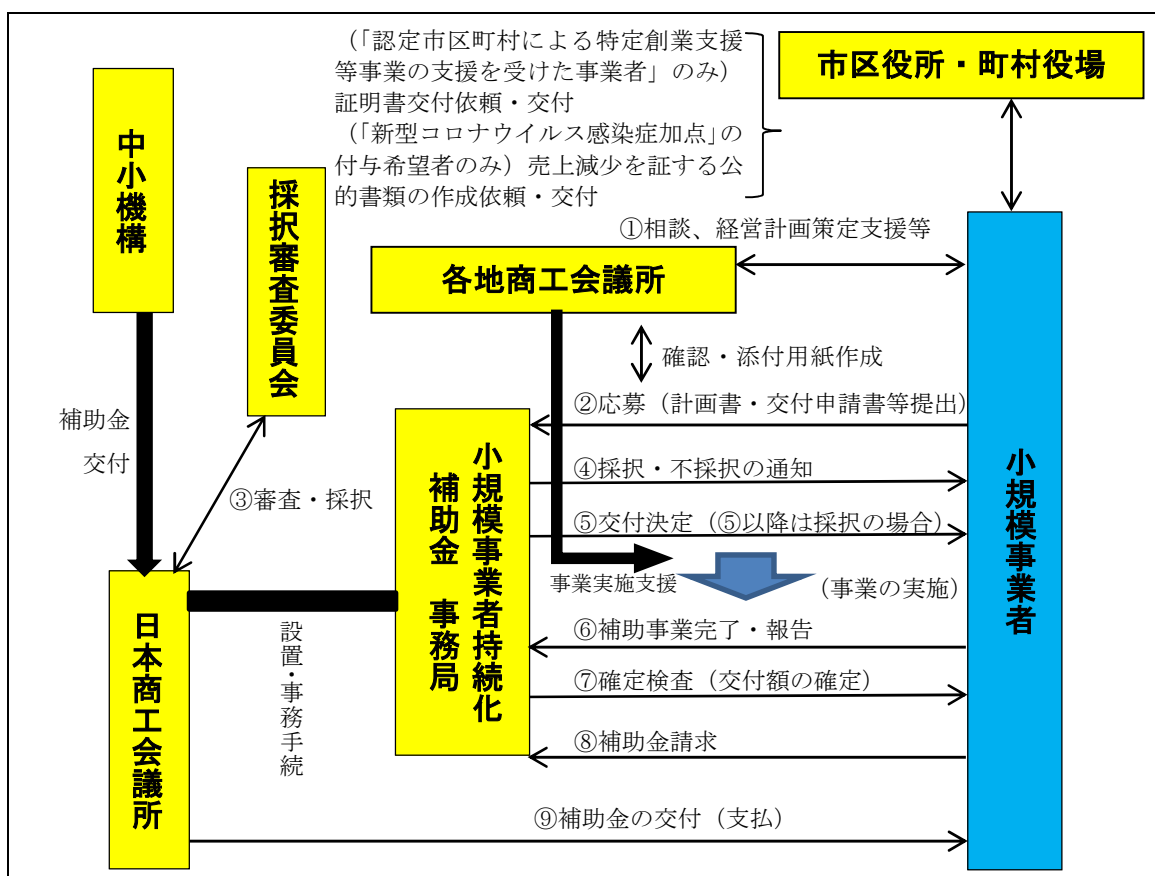 （「認定市区町村による特定創業支援
等事業の支援を受けた事業者」のみ）
証明書交付依頼・交付
（「新型コロナウイルス感染症加点」の
付与希望者のみ）売上減少を証する公
的書類の作成依頼・交付
市区役所・町村役場
中小機構
採択審査委員会
①相談、経営計画策定支援等
各地商工会議所
確認・添付用紙作成
補助金
交付
③審査・採択
②応募（計画書・交付申請書等提出）
④採択・不採択の通知
⑤交付決定（⑤以降は採択の場合）
事業実施支援
（事業の実施）
小規模事業者持続化
補助金　事務局
小規模事業者
日本商工会議所
設置・事務手続
⑥補助事業完了・報告
⑦確定検査（交付額の確定）
⑧補助金請求
⑨補助金の交付（支払）